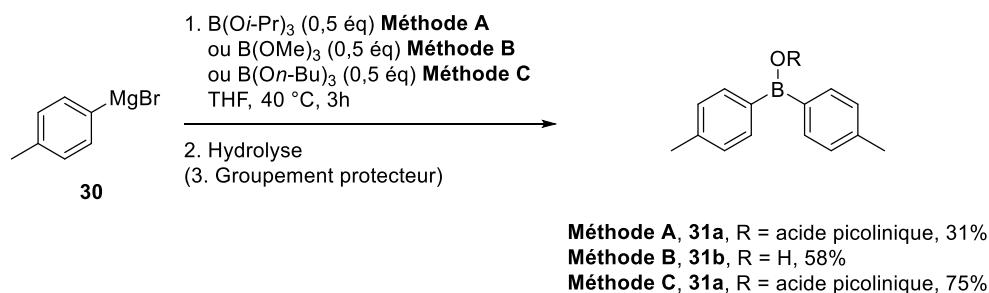 1. B(Oi-Pr)3 (0,5 éq) Méthode A
ou B(OMe)3 (0,5 éq) Méthode B
ou B(On-Bu)3 (0,5 éq) Méthode C
THF, 40 °C, 3h
MgBr
30
2. Hydrolyse
(3. Groupement protecteur)
OR
B
Méthode A, 31a, R = acide picolinique, 31%
Méthode B, 31b, R = H, 58%
Méthode C, 31a, R = acide picolinique, 75%